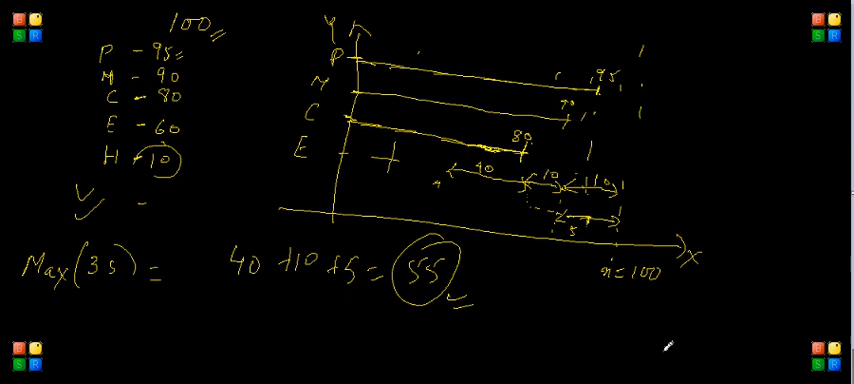 100
P - 95
M - 90
C - 80
E - 60
H - 10
Max(3S) = 40 + 10 + 5 = 55
Y
P
95
M
90
C
80
E
40
10
10
5
n = 100
X
B
S R
B
S R
B
S R
B
S R